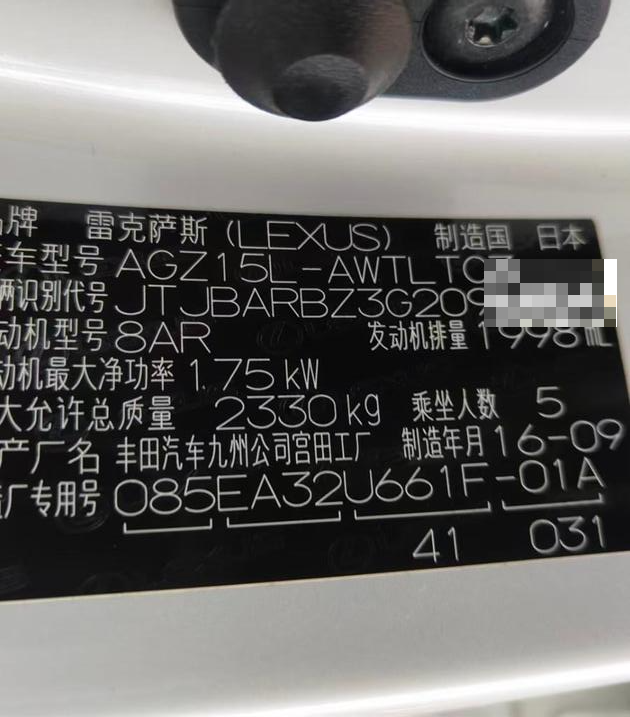 牌 雷克萨斯 (LEXUS) 制造国 日本
车型号 AGZ15L-AWTLT
辆识别代号 JTJBARBZ3G209
动机型号 8AR 发动机排量 1998mL
动机最大净功率 175 kW
大允许总质量 2330kg 乘坐人数 5
产厂名 丰田汽车九州公司宫田工厂 制造年月 16-09
厂专用号 085EA32U661F-01A
41 031